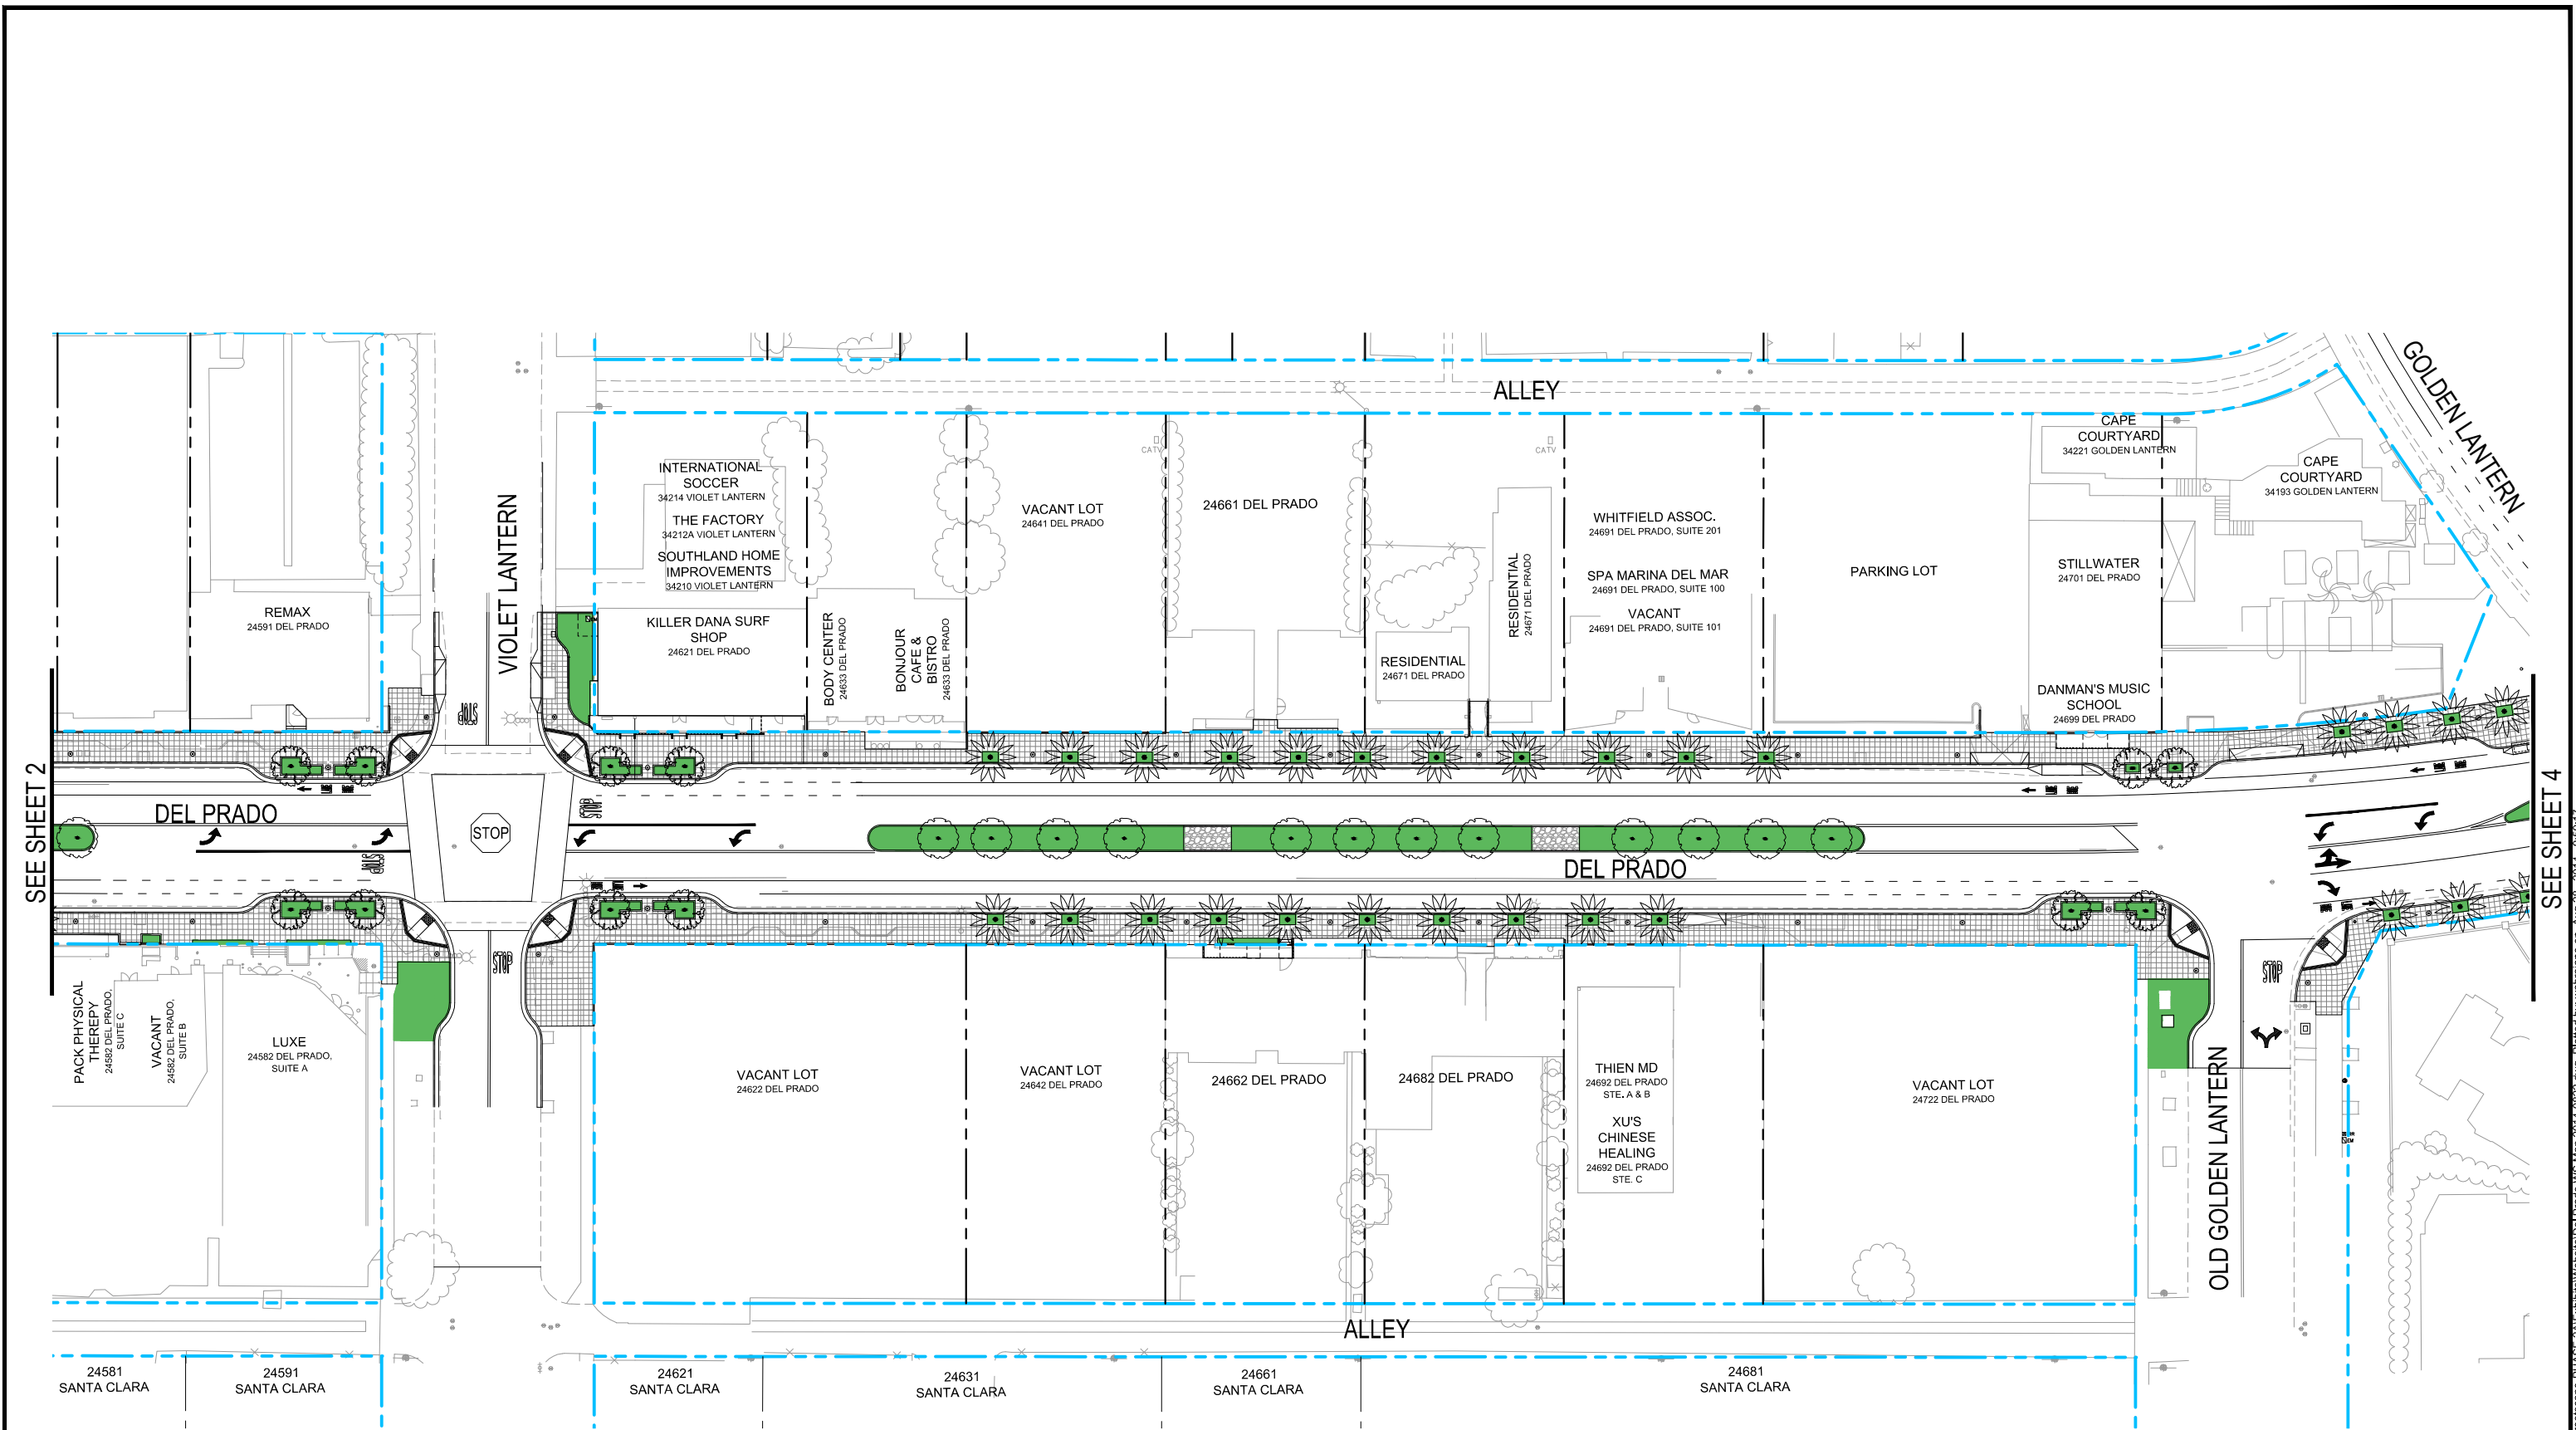 ALLEY
GOLDEN LANTERN
VIOLET LANTERN
INTERNATIONAL
SOCCER
34214 VIOLET LANTERN
THE FACTORY
34212A VIOLET LANTERN
SOUTHLAND HOME
IMPROVEMENTS
34210 VIOLET LANTERN
KILLER DANA SURF
SHOP
24621 DEL PRADO
REMAX
24591 DEL PRADO
BODY CENTER
24633 DEL PRADO
BONJOUR
CAFE &
BISTRO
24633 DEL PRADO
VACANT LOT
24641 DEL PRADO
CATV
24661 DEL PRADO
RESIDENTIAL
24671 DEL PRADO
RESIDENTIAL
24671 DEL PRADO
CATV
WHITFIELD ASSOC.
24691 DEL PRADO, SUITE 201
SPA MARINA DEL MAR
24691 DEL PRADO, SUITE 100
VACANT
24691 DEL PRADO, SUITE 101
PARKING LOT
CAPE
COURTYARD
34221 GOLDEN LANTERN
CAPE
COURTYARD
34193 GOLDEN LANTERN
STILLWATER
24701 DEL PRADO
DANMAN'S MUSIC
SCHOOL
24699 DEL PRADO
SEE SHEET 2
DEL PRADO
STOP
STOP
STOP
STOP
STOP
STOP
DEL PRADO
SEE SHEET 4
PACK PHYSICAL
THEREPY
24582 DEL PRADO,
SUITE C
VACANT
24582 DEL PRADO,
SUITE B
LUXE
24582 DEL PRADO,
SUITE A
VACANT LOT
24622 DEL PRADO
VACANT LOT
24642 DEL PRADO
24662 DEL PRADO
24682 DEL PRADO
THIEN MD
24692 DEL PRADO
STE. A & B
XU'S
CHINESE
HEALING
24692 DEL PRADO
STE. C
VACANT LOT
24722 DEL PRADO
OLD GOLDEN LANTERN
ALLEY
24581
SANTA CLARA
24591
SANTA CLARA
24621
SANTA CLARA
24631
SANTA CLARA
24661
SANTA CLARA
24681
SANTA CLARA